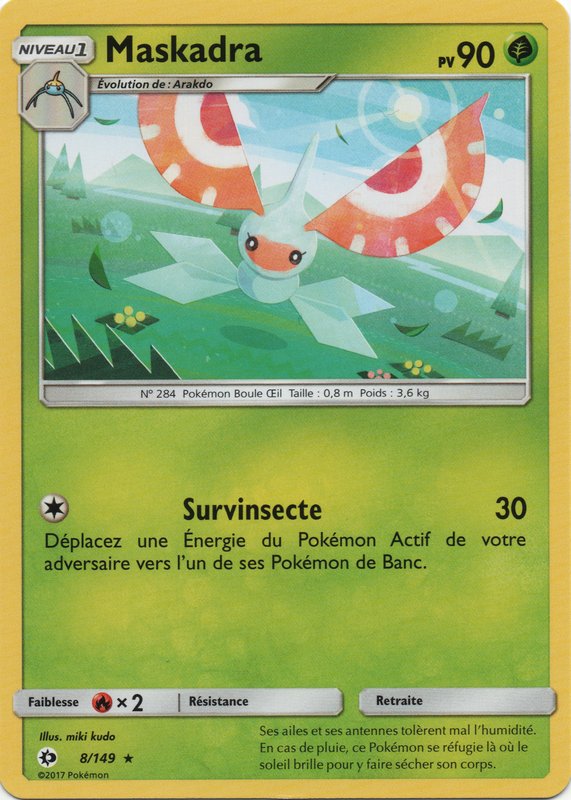 NIVEAU 1
Maskadra
PV 90
Évolution de : Arakdo
N° 284 Pokémon Boule Œil Taille : 0,8 m Poids : 3,6 kg
Survinsecte 30
Déplacez une Énergie du Pokémon Actif de votre
adversaire vers l'un de ses Pokémon de Banc.
Faiblesse × 2 Résistance Retraite
Illus. miki kudo
8/149 ★
©2017 Pokémon
Ses ailes et ses antennes tolèrent mal l'humidité.
En cas de pluie, ce Pokémon se réfugie là où le
soleil brille pour y faire sécher son corps.